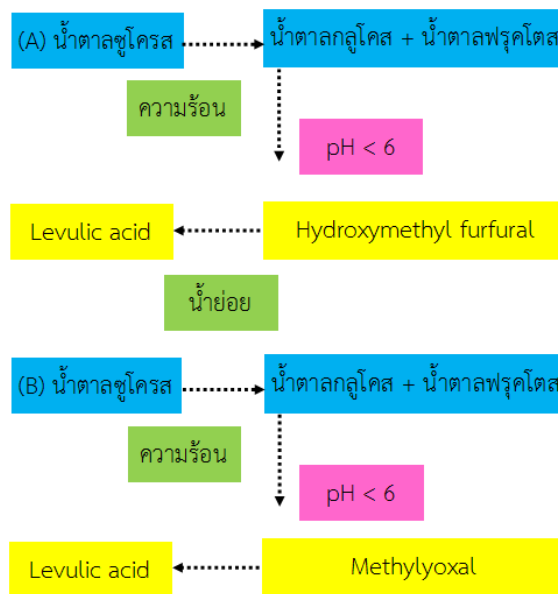 (A) น้ำตาลซูโครส
น้ำตาลกลูโคส + น้ำตาลฟรุคโตส
ความร้อน
pH < 6
Levulic acid
Hydroxymethyl furfural
น้ำย่อย
(B) น้ำตาลซูโครส
น้ำตาลกลูโคส + น้ำตาลฟรุคโตส
ความร้อน
pH < 6
Levulic acid
Methylyoxal